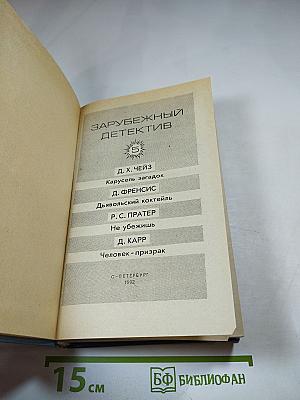 ЗАРУБЕЖНЫЙ
ДЕТЕКТИВ
5
Д. Х. ЧЕЙЗ
Карусель загадок
Д. ФРЕНСИС
Дьявольский коктейль
Р. С. ПРАТЕР
Не убежишь
Д. КАРР
Человек-призрак
С-ПЕТЕРБУРГ
1992
15 см
БФ БИБЛИОФАН